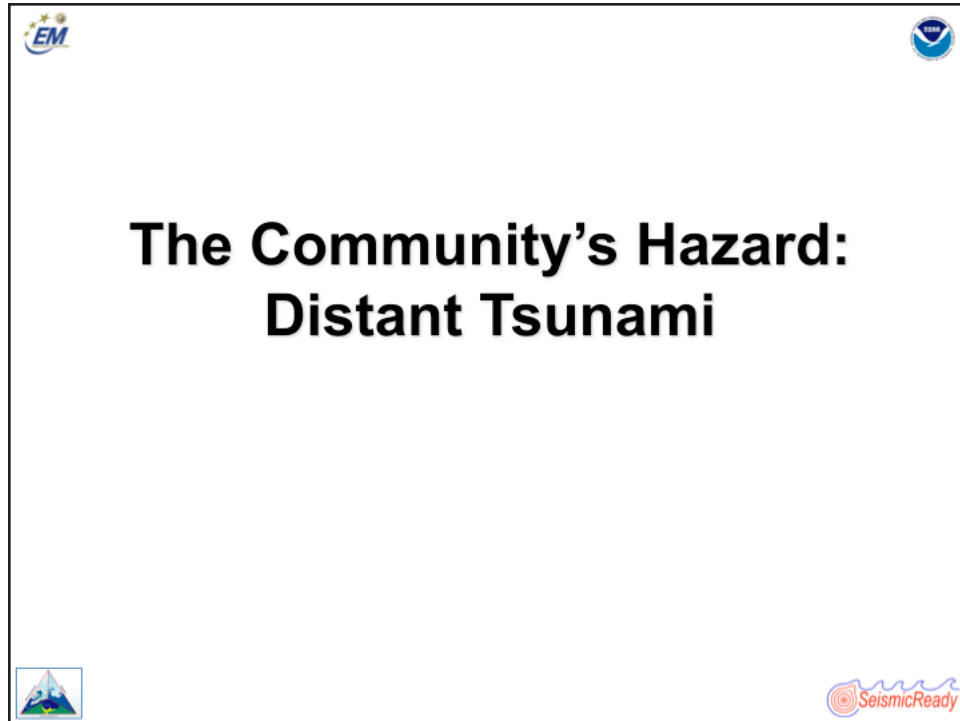 EM
NOAA
The Community’s Hazard:
Distant Tsunami
SeismicReady